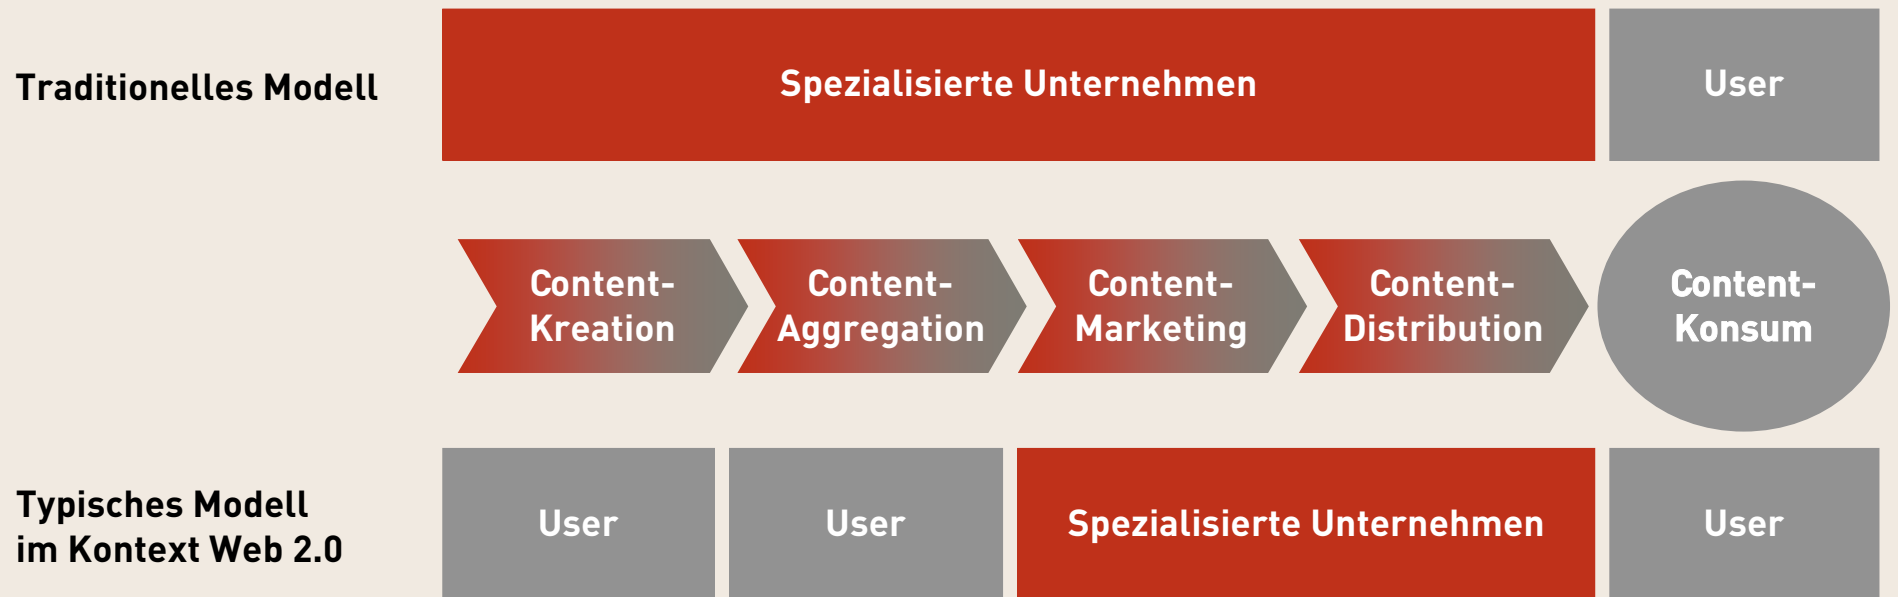 Traditionelles Modell
Spezialisierte Unternehmen
User
Content-
Kreation
Content-
Aggregation
Content-
Marketing
Content-
Distribution
Content-
Konsum
Typisches Modell
im Kontext Web 2.0
User
User
Spezialisierte Unternehmen
User